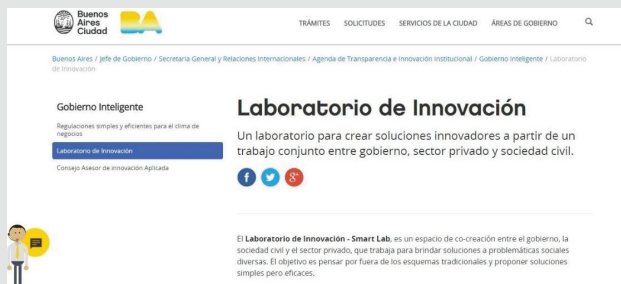 Buenos
Aires
Ciudad
BA
TRÁMITES SOLICITUDES SERVICIOS DE LA CIUDAD ÁREAS DE GOBIERNO
Buenos Aires / Jefe de Gobierno / Secretaría General y Relaciones Internacionales / Agenda de Transparencia e Innovación Institucional / Gobierno Inteligente / Laboratorio
de Innovación
Gobierno Inteligente
Regulaciones simples y eficientes para el clima de
negocios
Laboratorio de Innovación
Consejo Asesor de Innovación Aplicada
Laboratorio de Innovación
Un laboratorio para crear soluciones innovadores a partir de un
trabajo conjunto entre gobierno, sector privado y sociedad civil.
f
g+
El Laboratorio de Innovación - Smart Lab, es un espacio de co-creación entre el gobierno, la
sociedad civil y el sector privado, que trabaja para brindar soluciones a problemáticas sociales
diversas. El objetivo es pensar por fuera de los esquemas tradicionales y proponer soluciones
simples pero eficaces.